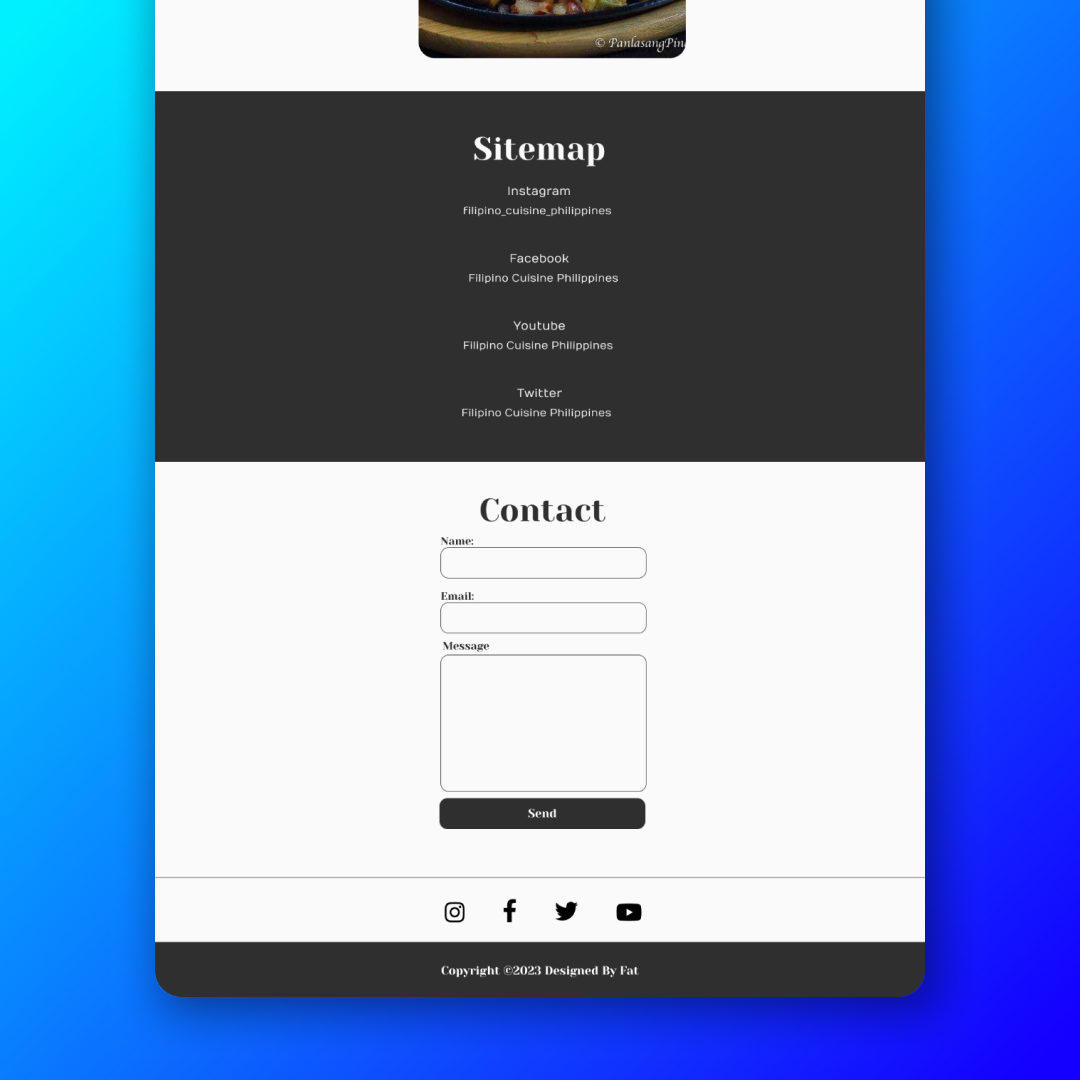 © PanlasangPin
Sitemap
Instagram
filipino_cuisine_philippines
Facebook
Filipino Cuisine Philippines
Youtube
Filipino Cuisine Philippines
Twitter
Filipino Cuisine Philippines
Contact
Name:
Email:
Message
Send
Copyright ©2023 Designed By Fat